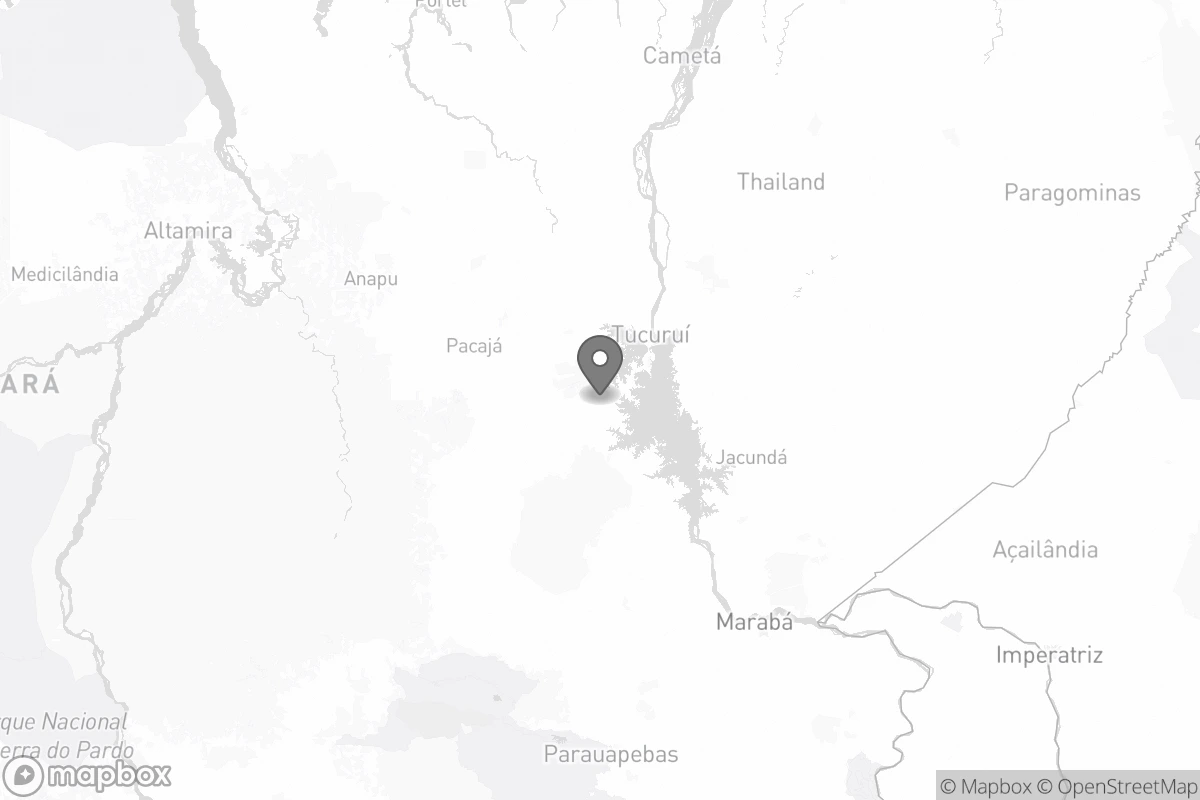 Portel
Cametá
Thailand
Paragominas
Altamira
Medicilândia
Anapu
Tucuruí
Pacajá
ARÁ
Jacundá
Açailândia
Marabá
Imperatriz
rque Nacional
erra do Pardo
Parauapebas
mapbox
© Mapbox © OpenStreetMap